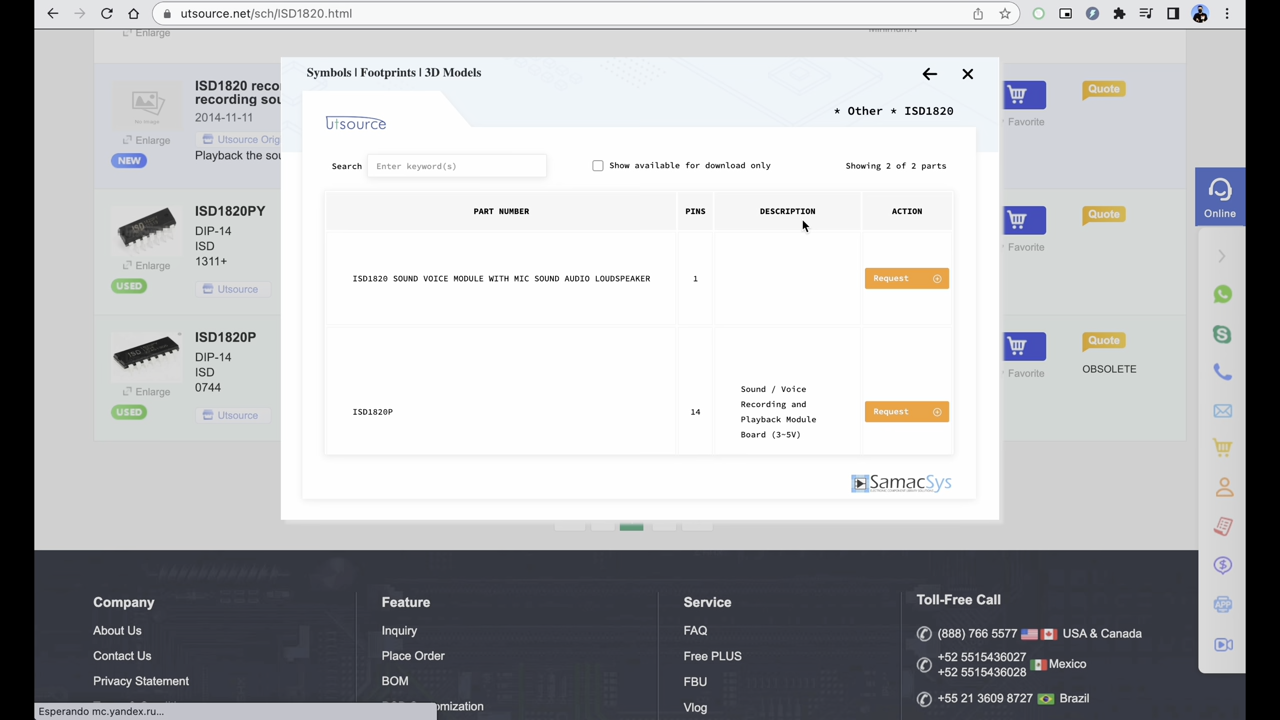 utsource.net/sch/ISD1820.html
Enlarge
Symbols | Footprints | 3D Models
* Other * ISD1820
utsource
Search
Enter keyword(s)
Show available for download only
Showing 2 of 2 parts
PART NUMBER
PINS
DESCRIPTION
ACTION
ISD1820 SOUND VOICE MODULE WITH MIC SOUND AUDIO LOUDSPEAKER
1
Request
ISD1820P
14
Sound / Voice
Recording and
Playback Module
Board (3~5V)
Request
SamacSys
ISD1820 reco
recording sou
2014-11-11
No Image
Enlarge
Utsource Orig
NEW
Playback the sou
Favorite
Quote
ISD1820PY
DIP-14
ISD
1311+
Enlarge
USED
Utsource
Favorite
Quote
ISD1820P
DIP-14
ISD
0744
Enlarge
USED
Utsource
Favorite
Quote
OBSOLETE
Online
APP
Company
About Us
Contact Us
Privacy Statement
Feature
Inquiry
Place Order
BOM
Service
FAQ
Free PLUS
FBU
Vlog
Toll-Free Call
(888) 766 5577 USA & Canada
+52 5515436027
+52 5515436028
Mexico
+55 21 3609 8727 Brazil
Esperando mc.yandex.ru...